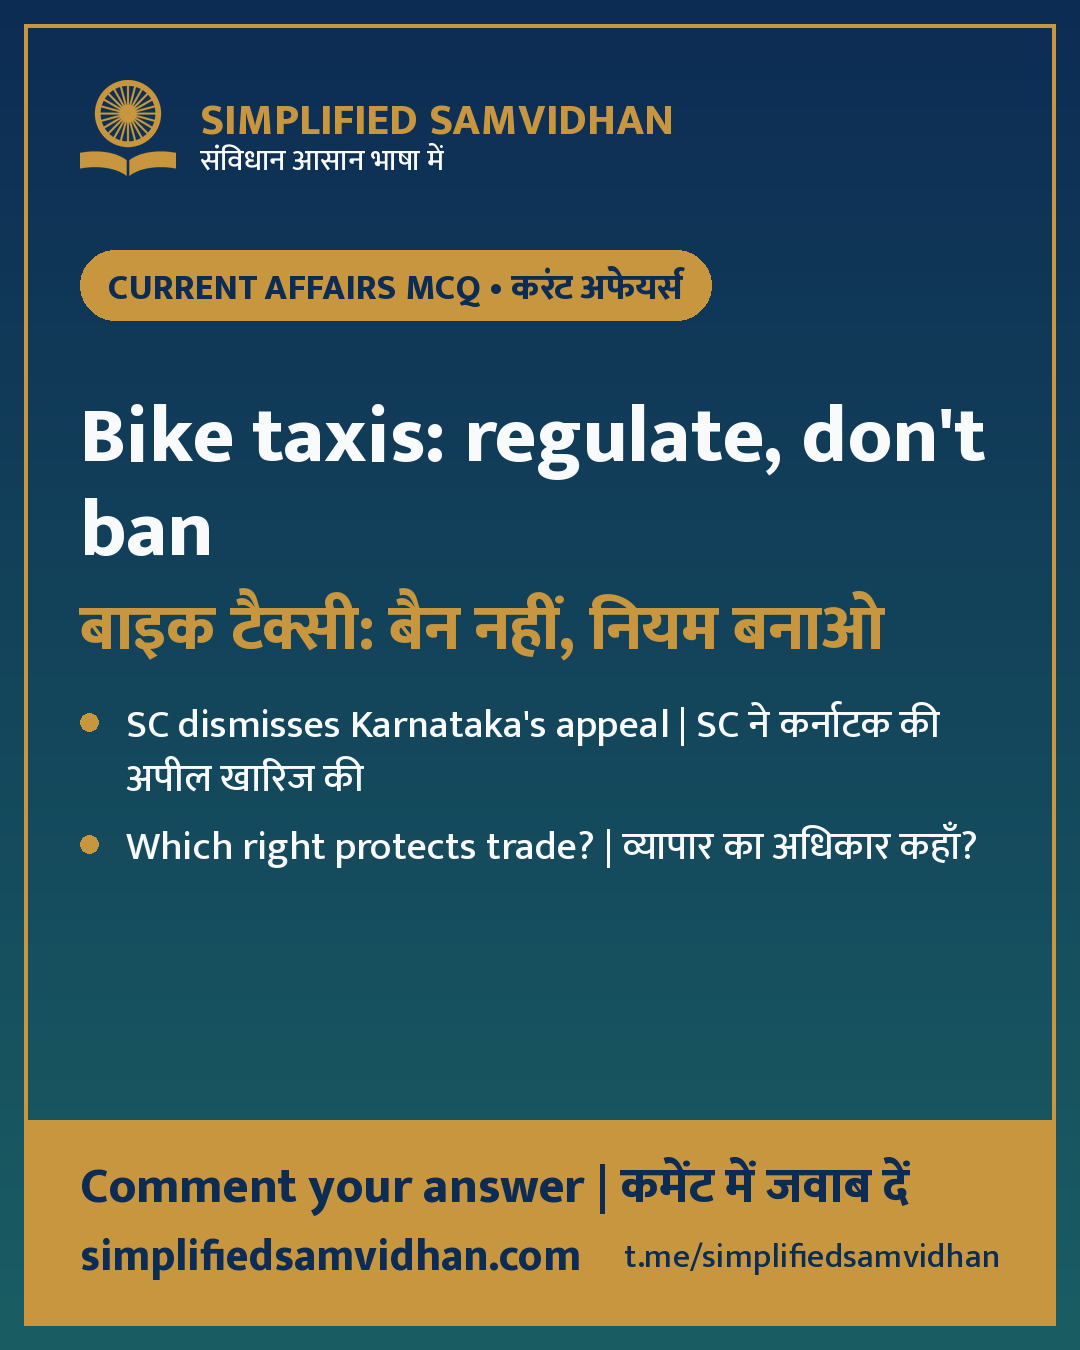 SIMPLIFIED SAMVIDHAN
संविधान आसान भाषा में
CURRENT AFFAIRS MCQ • करंट अफेयर्स
Bike taxis: regulate, don't
ban
बाइक टैक्सी: बैन नहीं, नियम बनाओ
SC dismisses Karnataka's appeal | SC ने कर्नाटक की
अपील खारिज की
Which right protects trade? | व्यापार का अधिकार कहाँ?
Comment your answer | कमेंट में जवाब दें
simplifiedsamvidhan.com t.me/simplifiedsamvidhan